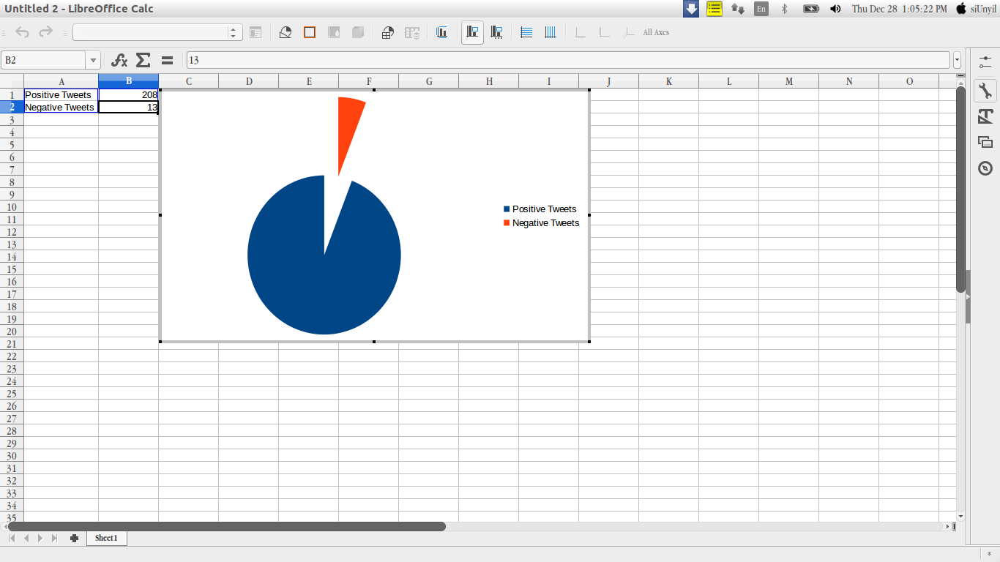 Untitled 2 - LibreOffice Calc
En
Thu Dec 28 1:05:22 PM
siUnyil
All Axes
B2
fx Σ =
13
A B C D E F G H I J K L M N O
1 Positive Tweets 208
2 Negative Tweets 13
3
4
5
6
7
8
9
10
11
12
13
14
15
16
17
18
19
20
21
22
23
24
25
26
27
28
29
30
31
32
33
34
35
Positive Tweets
Negative Tweets
Sheet1